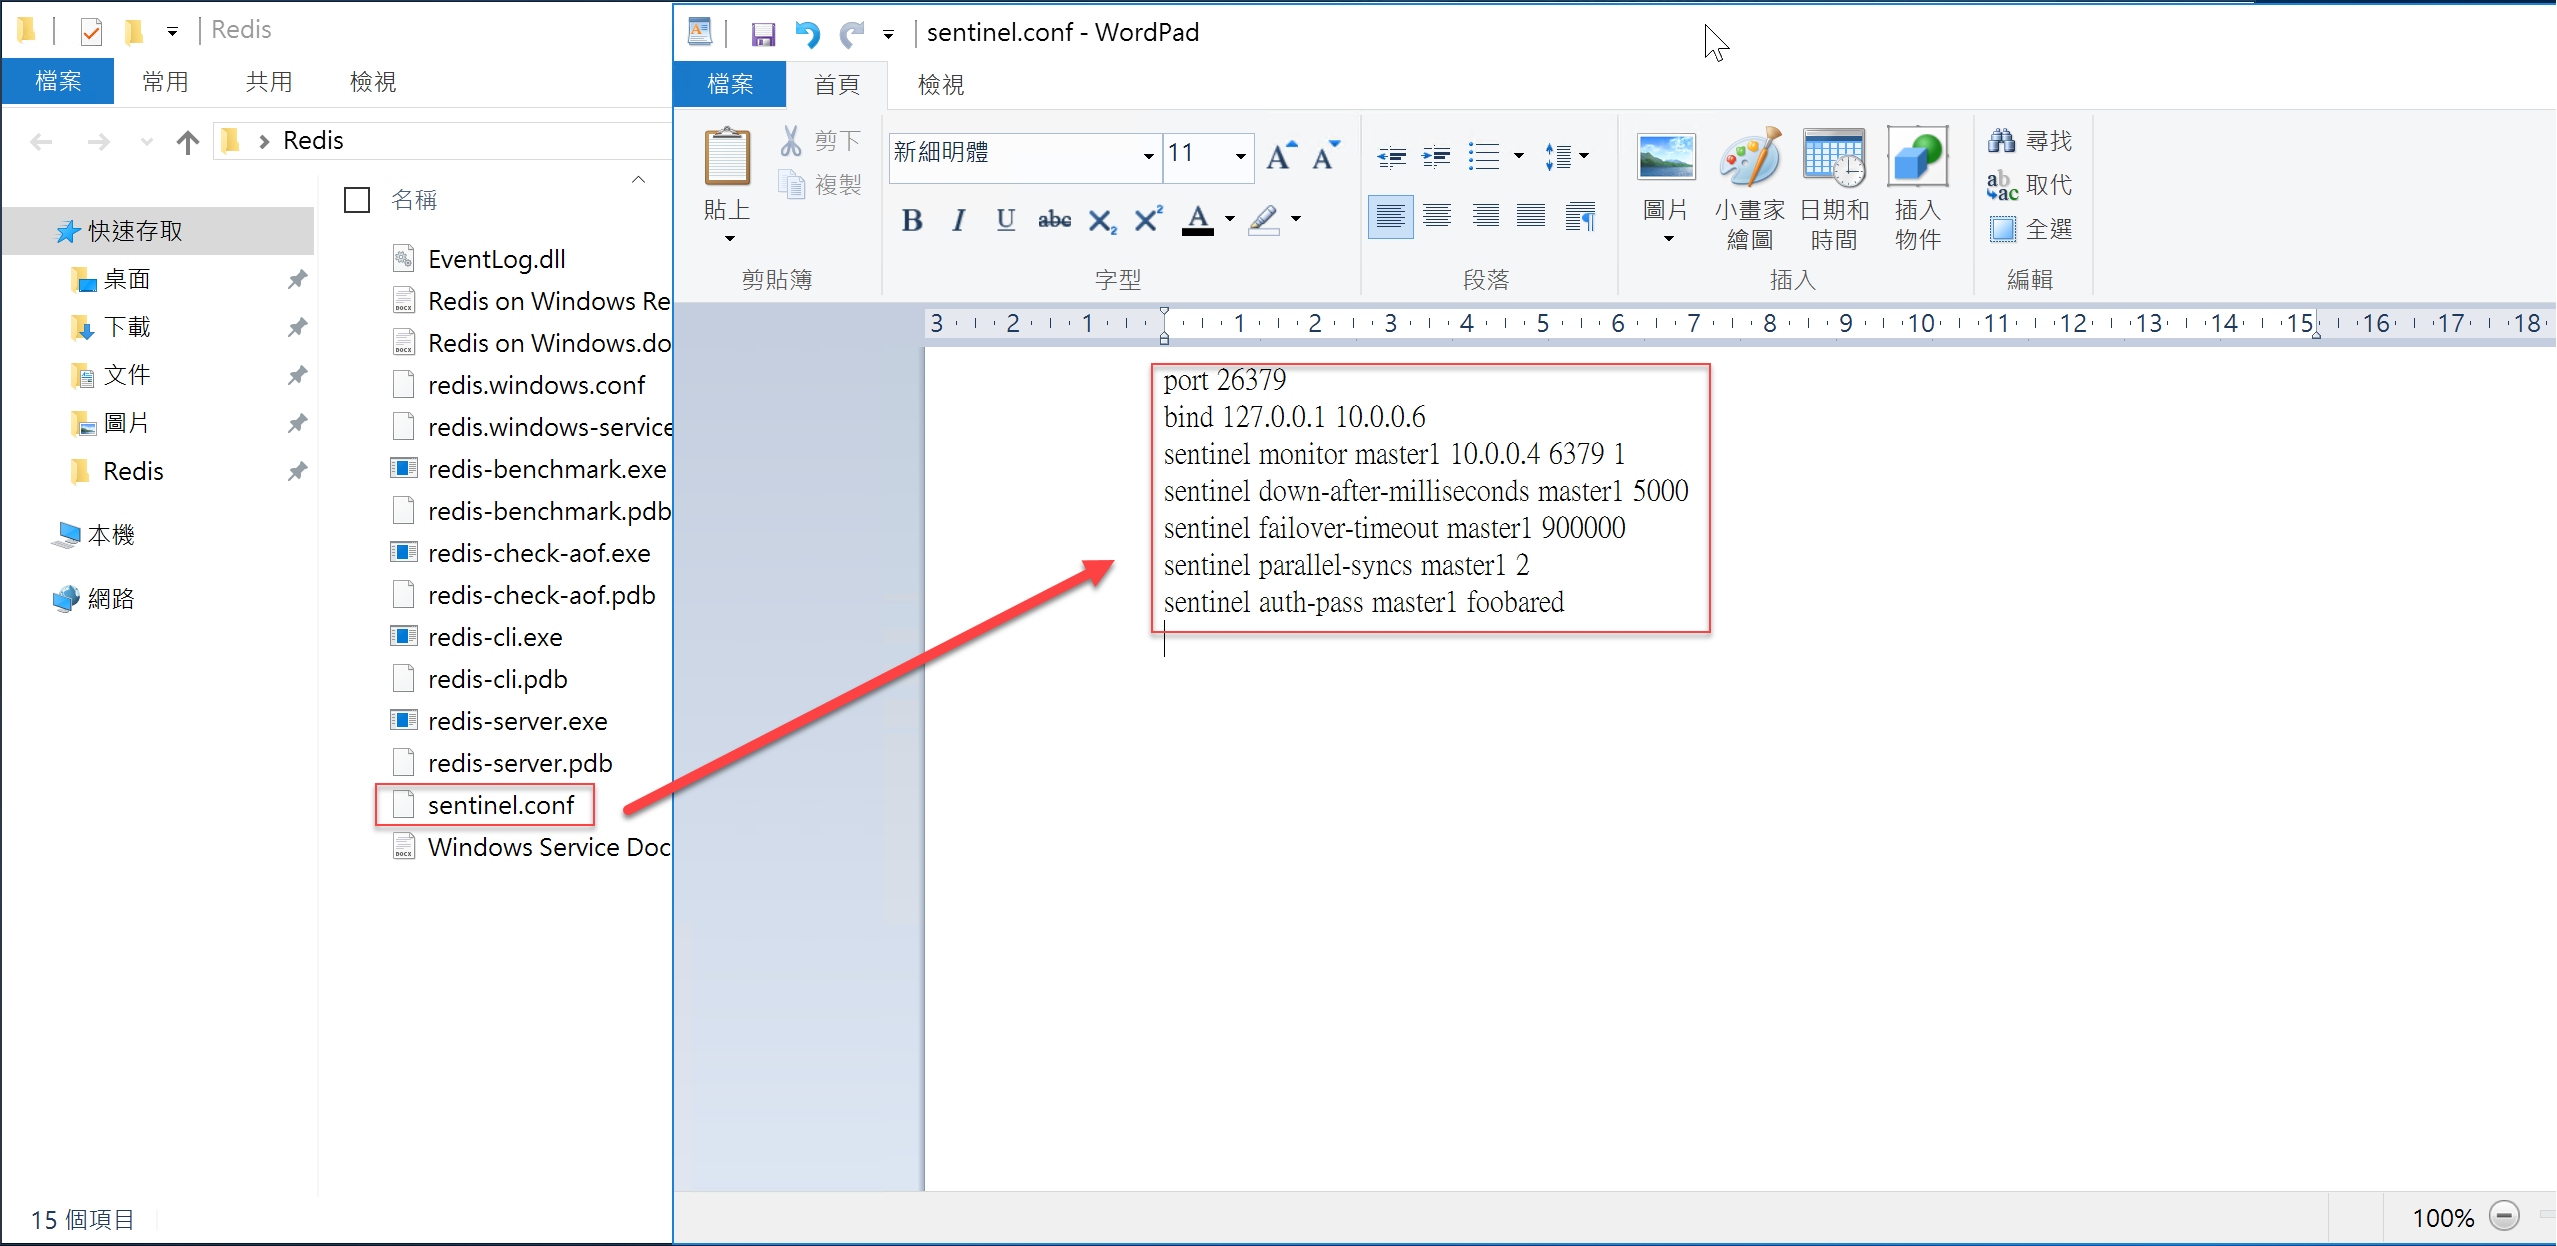 Redis
檔案 常用 共用 檢視
Redis
快速存取
桌面
下載
文件
圖片
Redis
本機
網路
名稱
EventLog.dll
Redis on Windows Re
Redis on Windows.do
redis.windows.conf
redis.windows-service
redis-benchmark.exe
redis-benchmark.pdb
redis-check-aof.exe
redis-check-aof.pdb
redis-cli.exe
redis-cli.pdb
redis-server.exe
redis-server.pdb
sentinel.conf
Windows Service Doc
15 個項目
sentinel.conf - WordPad
檔案 首頁 檢視
貼上
剪下
複製
剪貼簿
新細明體 11
B I U abc X₂ X² A
字型
段落
圖片
小畫家
繪圖
日期和
時間
插入
物件
插入
尋找
取代
全選
編輯
3 2 1 1 2 3 4 5 6 7 8 9 10 11 12 13 14 15 16 17 18
port 26379
bind 127.0.0.1 10.0.0.6
sentinel monitor master1 10.0.0.4 6379 1
sentinel down-after-milliseconds master1 5000
sentinel failover-timeout master1 900000
sentinel parallel-syncs master1 2
sentinel auth-pass master1 foobared
100%